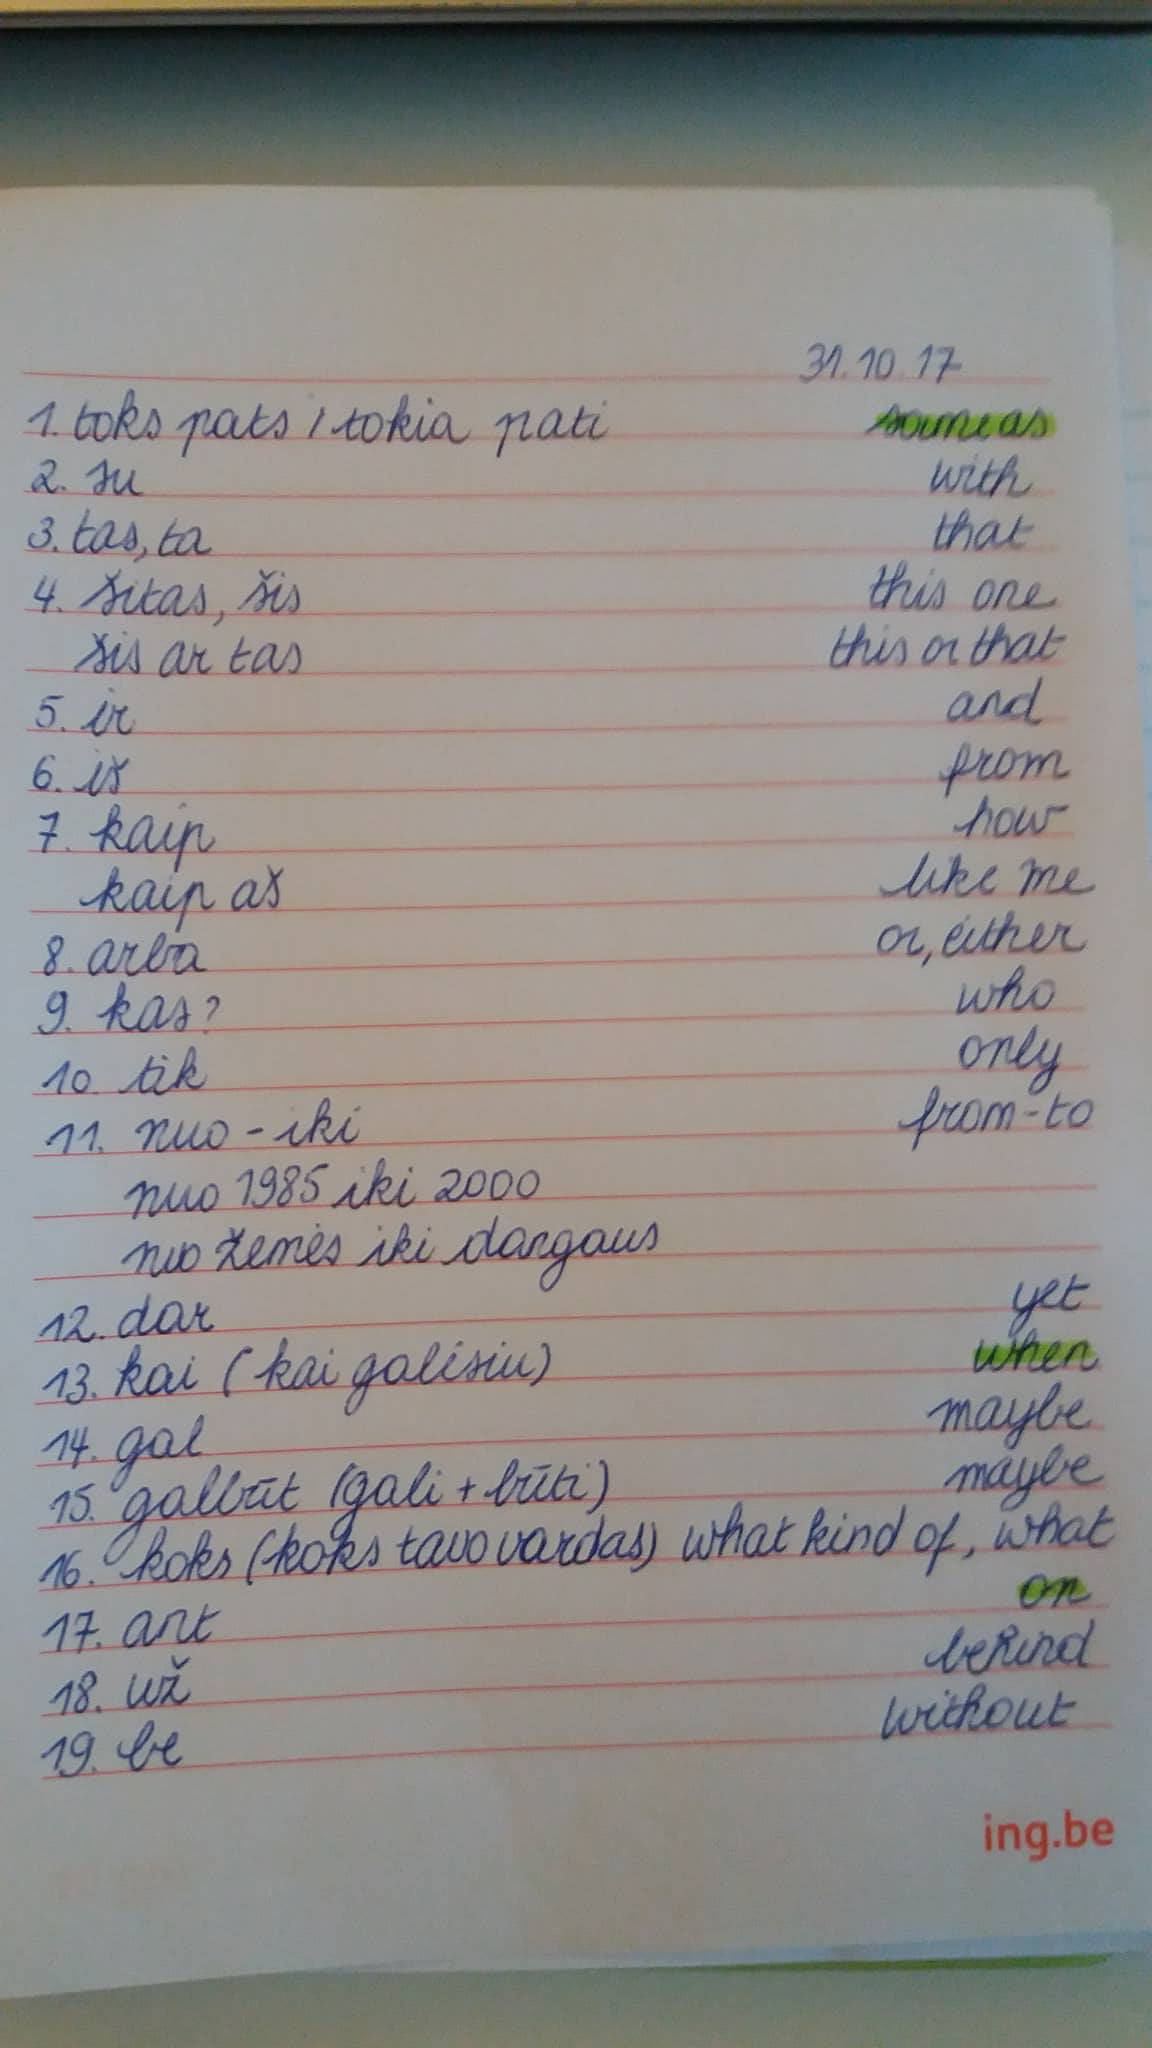 31.10.17
1. toks pats / tokia pati same as
2. su with
3. tas, ta that
4. šitas, šis this one
šis ar tas this or that
5. ir and
6. iš from
7. kaip how
kaip aš like me
8. arba or, either
9. kas? who
10. tik only
11. nuo - iki from - to
nuo 1985 iki 2000
nuo žemės iki dangaus
12. dar yet
13. kai (kai galėsiu) when
14. gal maybe
15. galbūt (gali + būti) maybe
16. koks (koks tavo vardas) what kind of, what
17. ant on
18. už behind
19. be without
ing.be